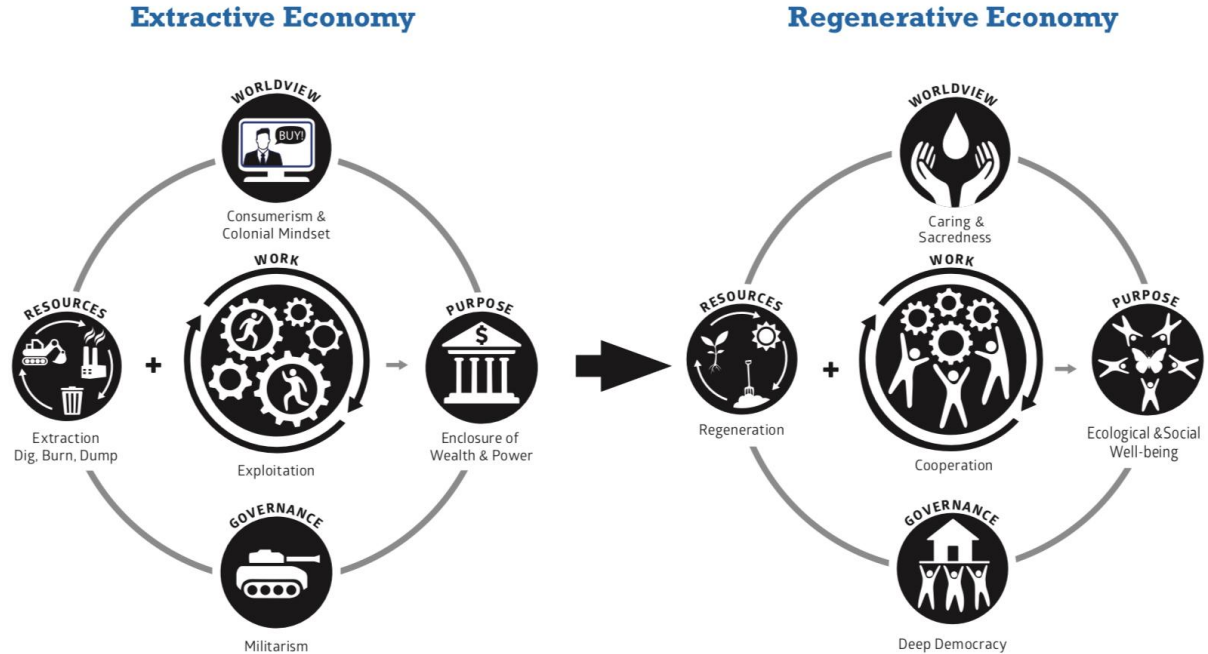 Extractive Economy
WORLDVIEW
BUY!
Consumerism &
Colonial Mindset
WORK
RESOURCES
+
PURPOSE
$
Extraction
Dig, Burn, Dump
Exploitation
Enclosure of
Wealth & Power
GOVERNANCE
Militarism
Regenerative Economy
WORLDVIEW
Caring &
Sacredness
WORK
RESOURCES
+
PURPOSE
Regeneration
Cooperation
Ecological &Social
Well-being
GOVERNANCE
Deep Democracy